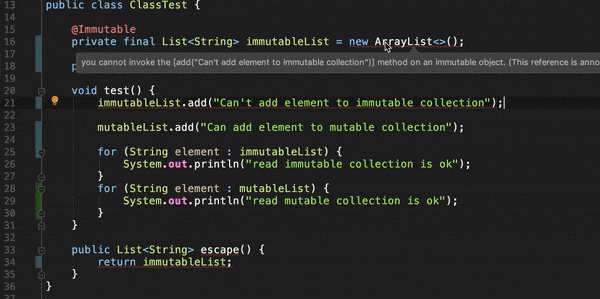 13 public class ClassTest {
14
15 @Immutable
16 private final List<String> immutableList = new ArrayList<>();
17 you cannot invoke the [add("Can't add element to immutable collection")] method on an immutable object. (This reference is anno
18 p
19
20 void test() {
21 immutableList.add("Can't add element to immutable collection");
22
23 mutableList.add("Can add element to mutable collection");
24
25 for (String element : immutableList) {
26 System.out.println("read immutable collection is ok");
27 }
28 for (String element : mutableList) {
29 System.out.println("read mutable collection is ok");
30 }
31 }
32
33 public List<String> escape() {
34 return immutableList;
35 }
36 }
37